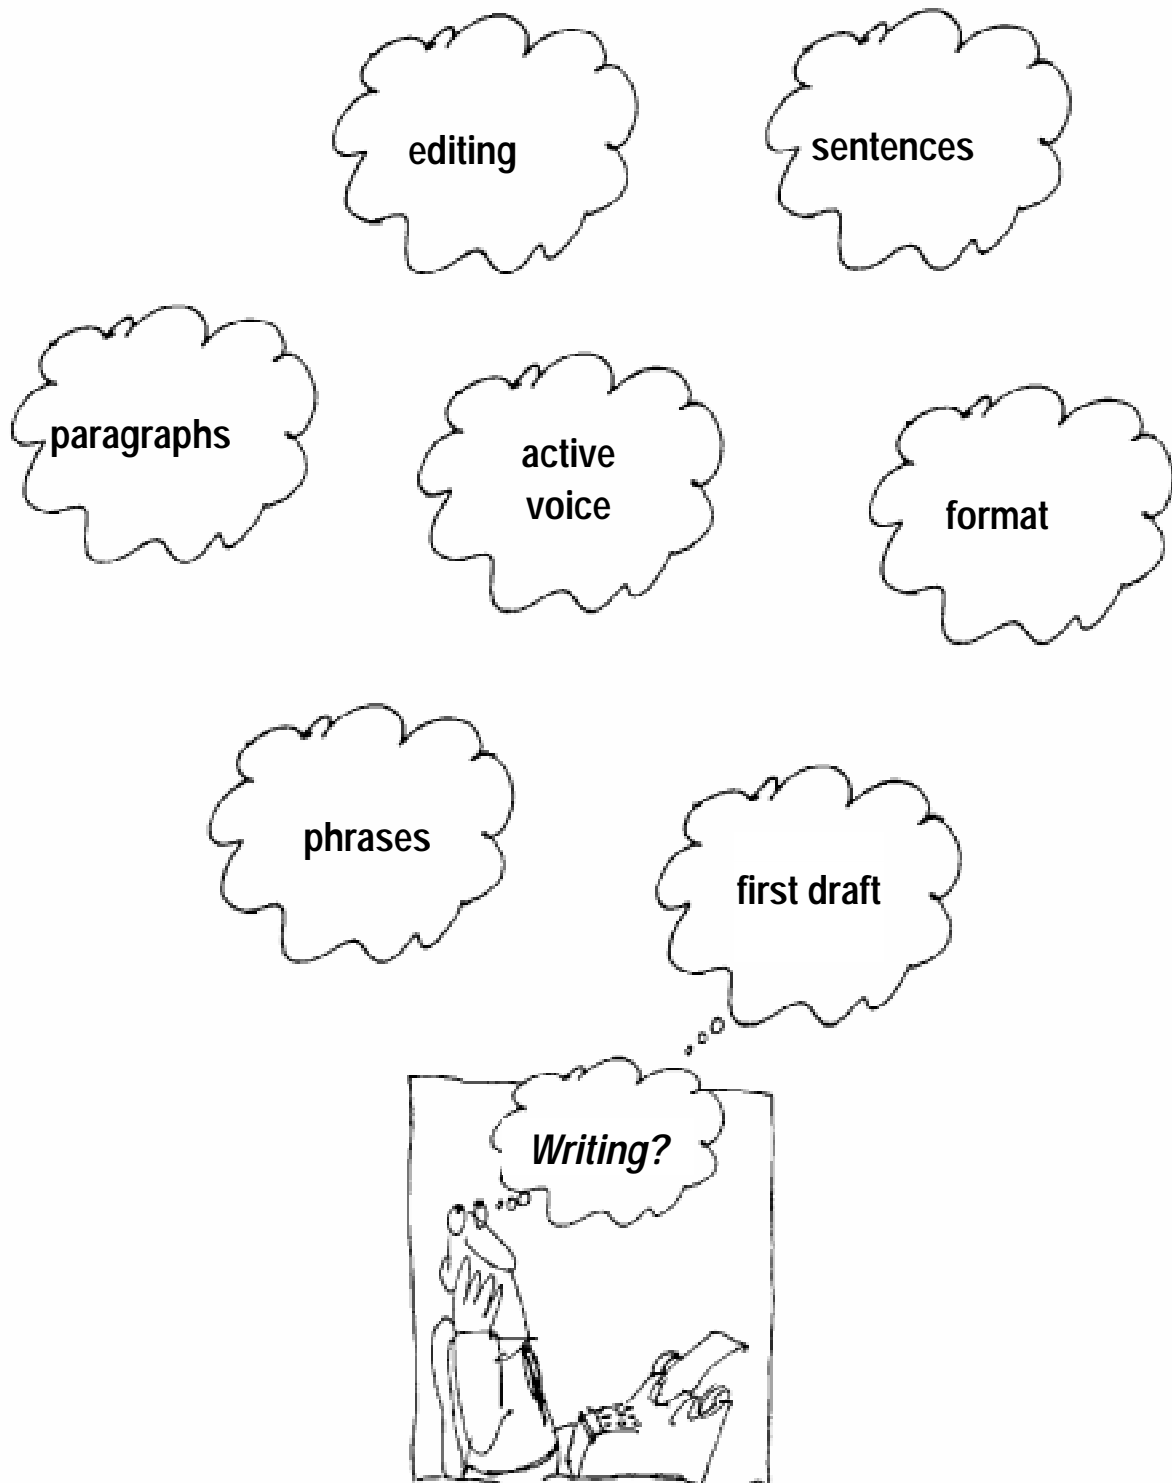 editing
sentences
paragraphs
active
voice
format
phrases
first draft
Writing?